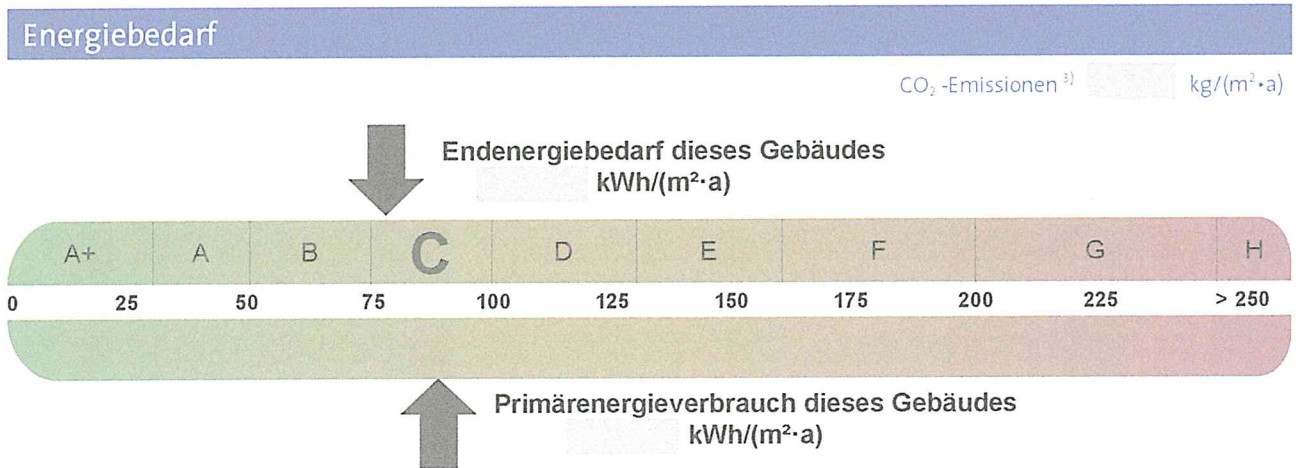 Energiebedarf
CO₂ -Emissionen ³⁾ kg/(m²•a)
Endenergiebedarf dieses Gebäudes
kWh/(m²·a)
A+ A B C D E F G H
0 25 50 75 100 125 150 175 200 225 > 250
Primärenergieverbrauch dieses Gebäudes
kWh/(m²·a)